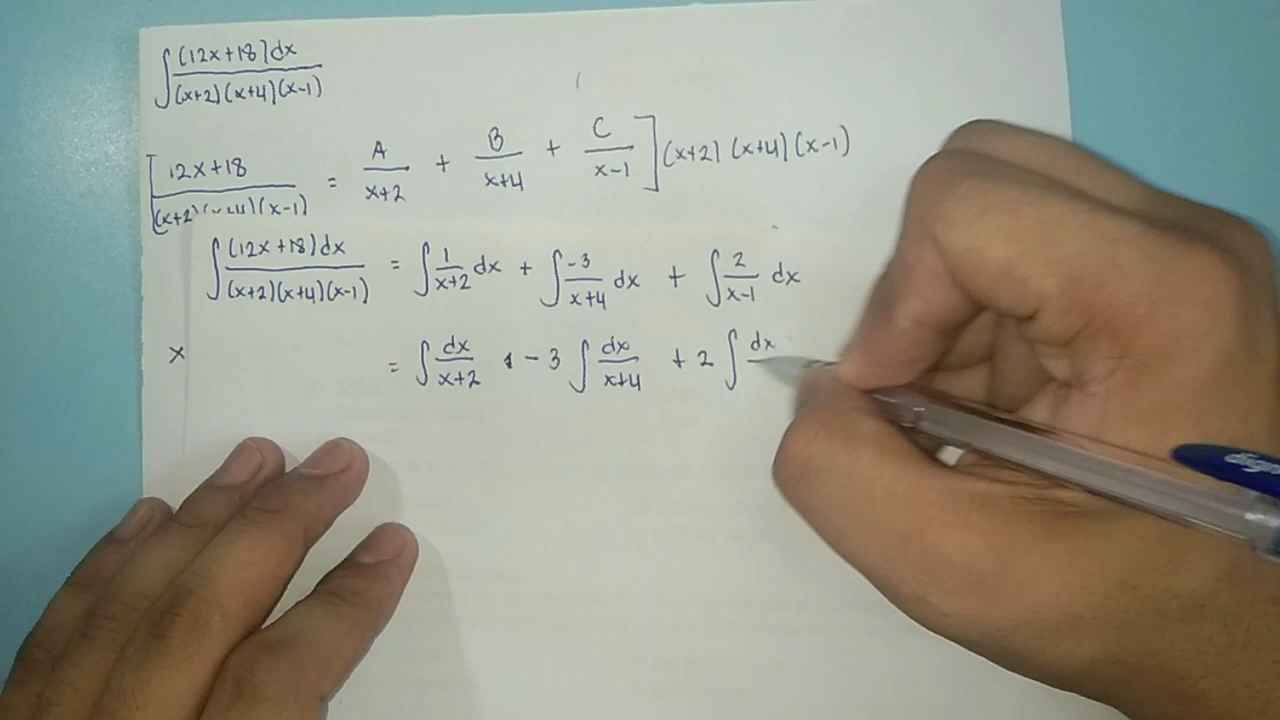 ∫ (12x+18)dx / (x+2)(x+4)(x-1)
[ 12x+18 / (x+2)(x+4)(x-1) = A / x+2 + B / x+4 + C / x-1 ] (x+2)(x+4)(x-1)
∫ (12x+18)dx / (x+2)(x+4)(x-1) = ∫ 1 / x+2 dx + ∫ -3 / x+4 dx + ∫ 2 / x-1 dx
x = ∫ dx / x+2 - 3 ∫ dx / x+4 + 2 ∫ dx